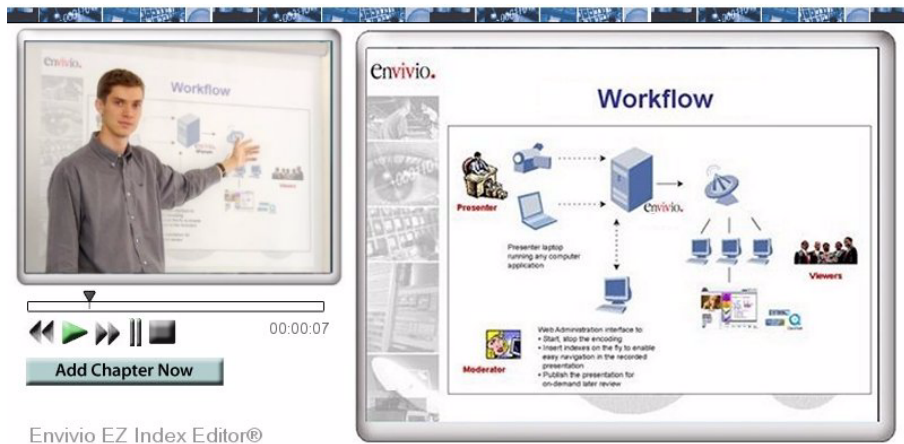 envivio.
Workflow
Viewers
00:00:07
Add Chapter Now
Envivio EZ Index Editor®
envivio.
Workflow
Presenter
envivio.
Presenter laptop
running any computer
application
Viewers
Moderator
Web Administration interface to
• Start, stop the encoding
• Insert indexes on the fly to enable
easy navigation in the recorded
presentation
• Publish the presentation for
on-demand later review